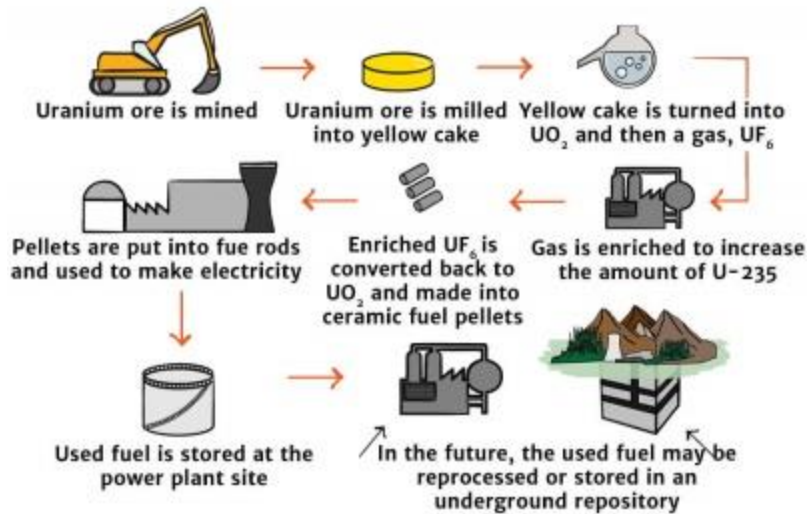 Uranium ore is mined
Uranium ore is milled
into yellow cake
Yellow cake is turned into
UO₂ and then a gas, UF₆
Gas is enriched to increase
the amount of U-235
Enriched UF₆ is
converted back to
UO₂ and made into
ceramic fuel pellets
Pellets are put into fue rods
and used to make electricity
Used fuel is stored at the
power plant site
In the future, the used fuel may be
reprocessed or stored in an
underground repository